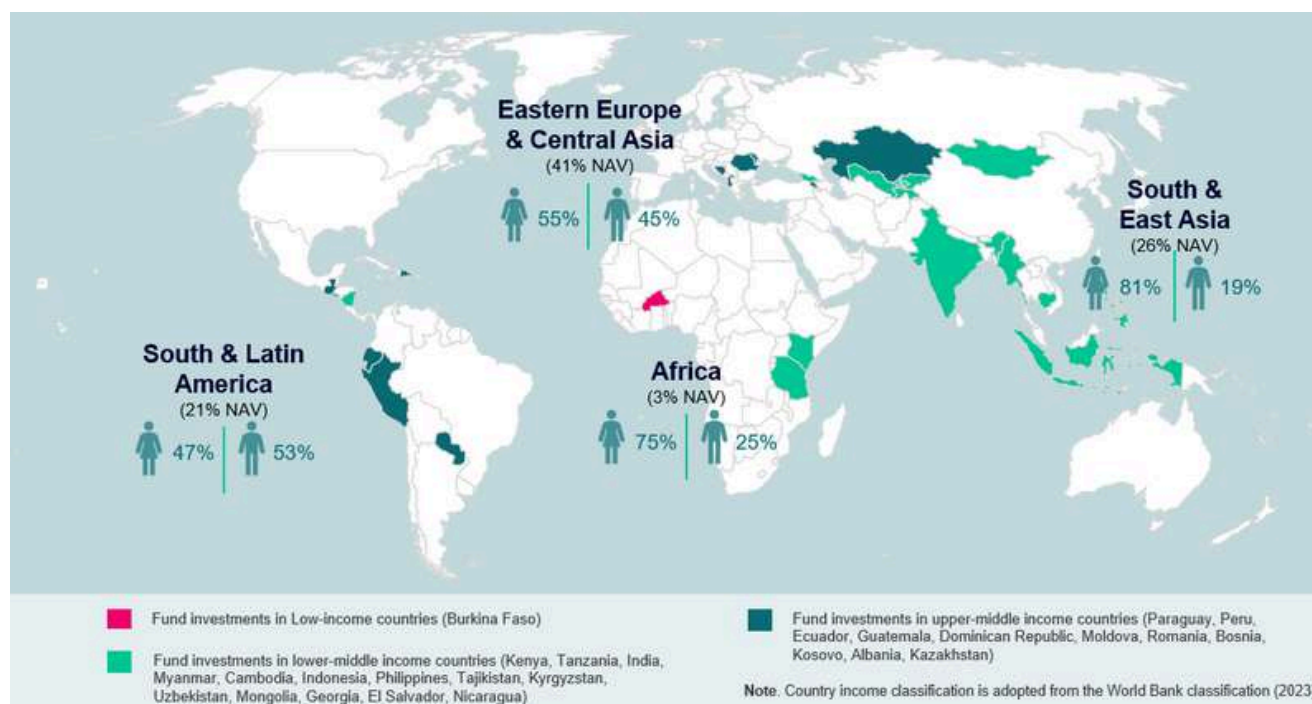 Eastern Europe
& Central Asia
(41% NAV)
55% 45%
South &
East Asia
(26% NAV)
81% 19%
South & Latin
America
(21% NAV)
47% 53%
Africa
(3% NAV)
75% 25%
Fund investments in Low-income countries (Burkina Faso)
Fund investments in lower-middle income countries (Kenya, Tanzania, India,
Myanmar, Cambodia, Indonesia, Philippines, Tajikistan, Kyrgyzstan,
Uzbekistan, Mongolia, Georgia, El Salvador, Nicaragua)
Fund investments in upper-middle income countries (Paraguay, Peru,
Ecuador, Guatemala, Dominican Republic, Moldova, Romania, Bosnia,
Kosovo, Albania, Kazakhstan)
Note. Country income classification is adopted from the World Bank classification (2023